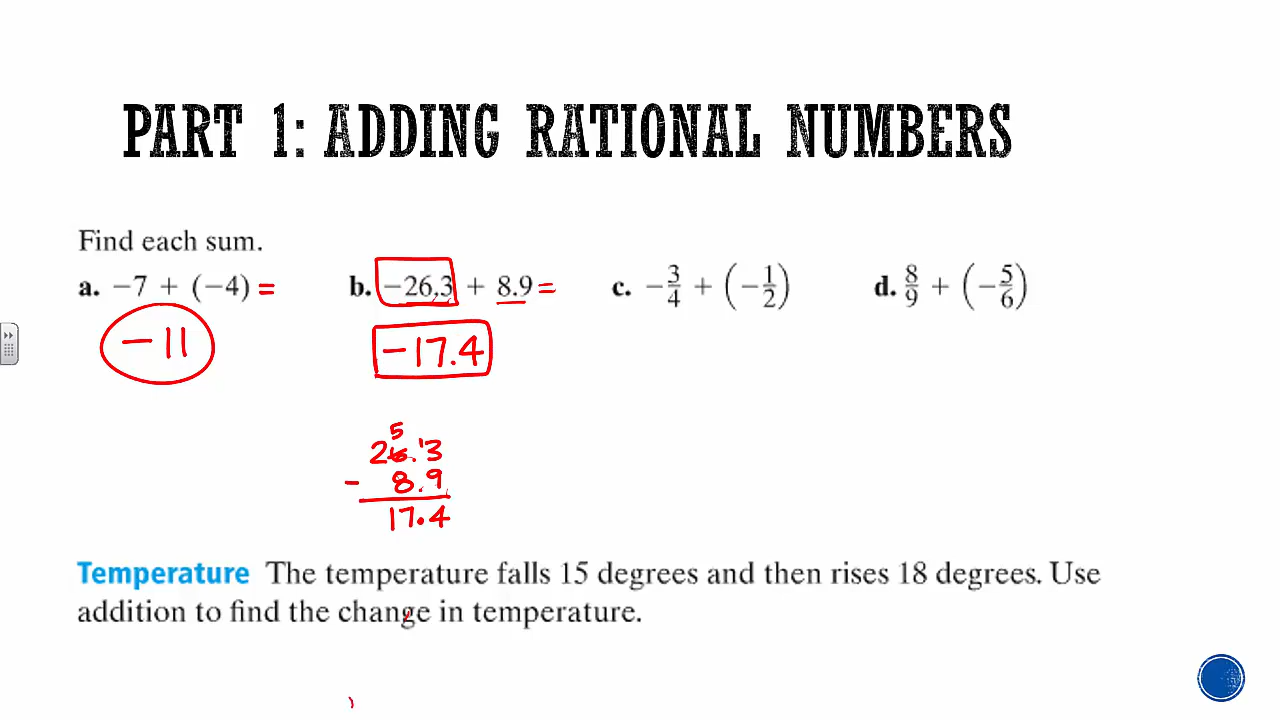 PART 1: ADDING RATIONAL NUMBERS
Find each sum.
a. −7 + (−4) = b. −26.3 + 8.9 = c. −3/4 + (−1/2) d. 8/9 + (−5/6)
−11 −17.4
5
26.13
− 8.9
17.4
Temperature The temperature falls 15 degrees and then rises 18 degrees. Use
addition to find the change in temperature.